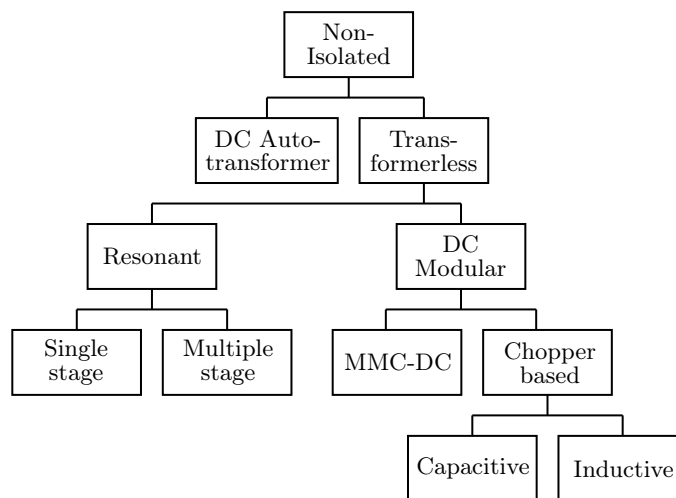 Non-
Isolated
DC Auto-
transformer
Trans-
formerless
Resonant
DC
Modular
Single
stage
Multiple
stage
MMC-DC
Chopper
based
Capacitive
Inductive